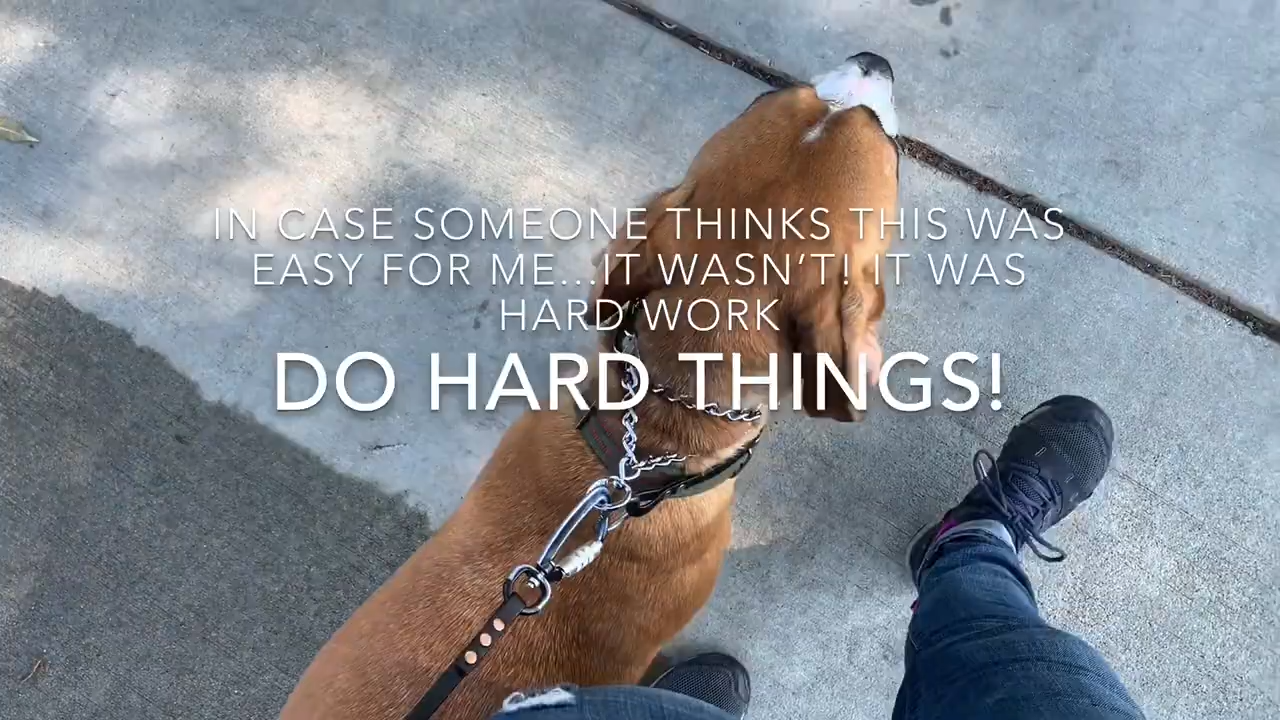 IN CASE SOMEONE THINKS THIS WAS
EASY FOR ME...IT WASN'T! IT WAS
HARD WORK
DO HARD THINGS!